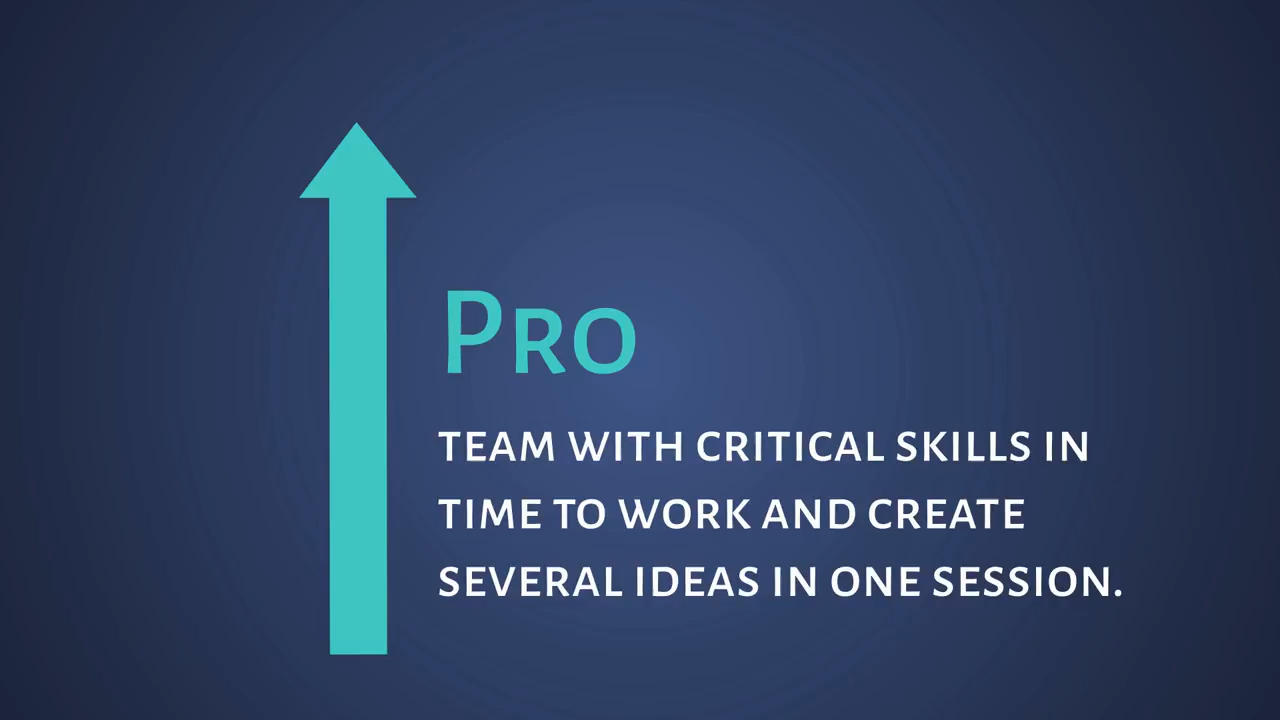 Pro
TEAM WITH CRITICAL SKILLS IN
TIME TO WORK AND CREATE
SEVERAL IDEAS IN ONE SESSION.